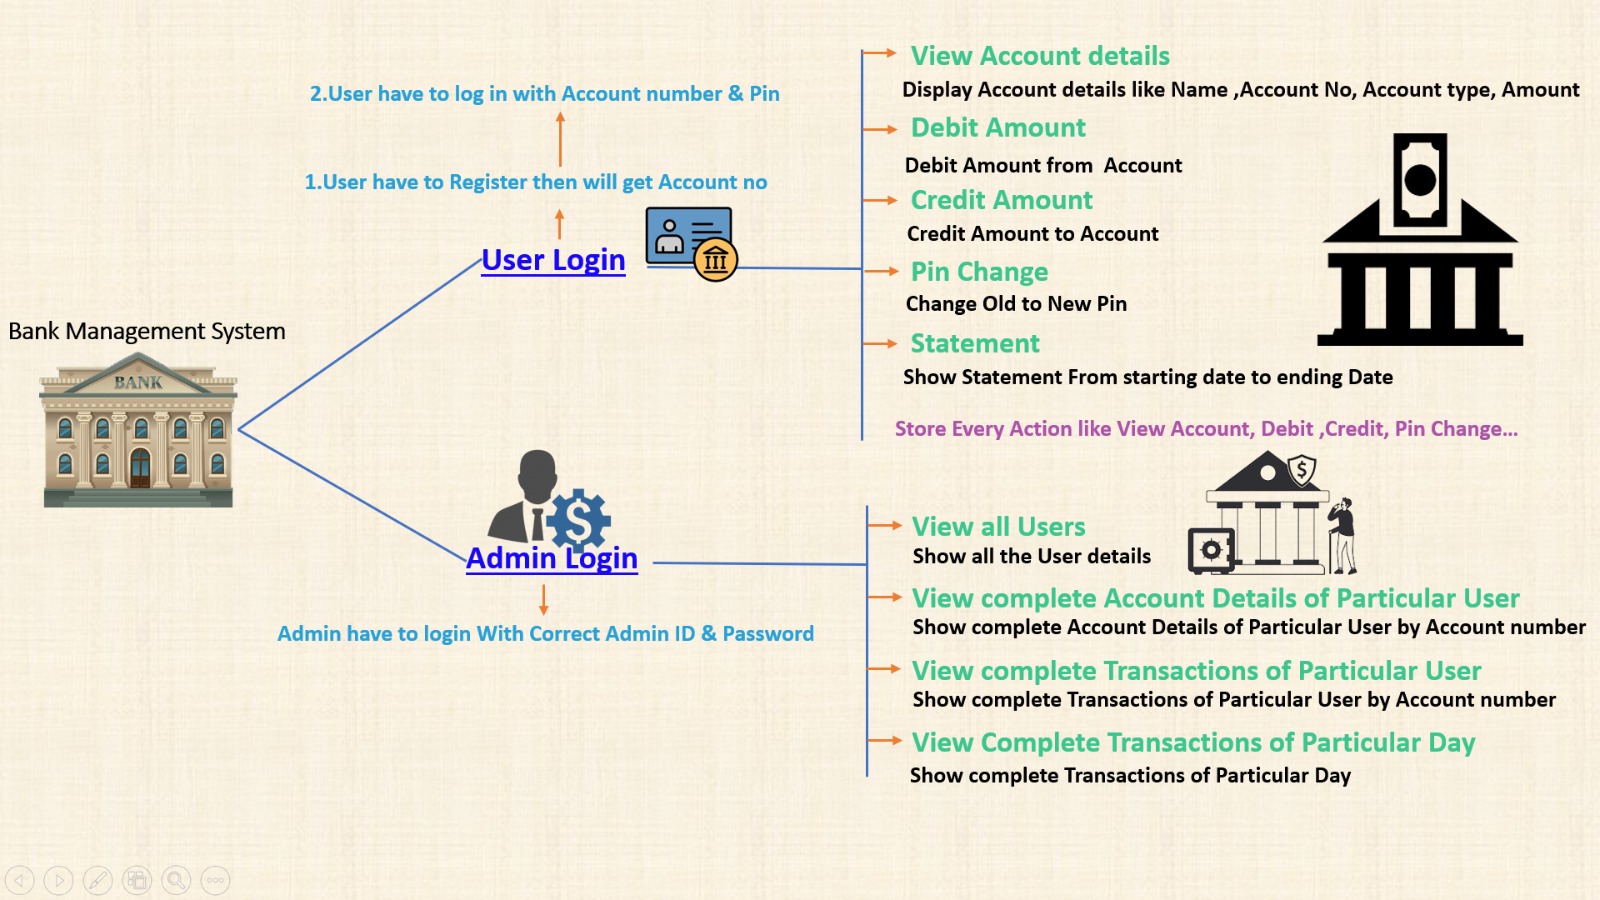 Bank Management System
BANK
2.User have to log in with Account number & Pin
1.User have to Register then will get Account no
User Login
View Account details
Display Account details like Name ,Account No, Account type, Amount
Debit Amount
Debit Amount from  Account
Credit Amount
Credit Amount to Account
Pin Change
Change Old to New Pin
Statement
Show Statement From starting date to ending Date
Store Every Action like View Account, Debit ,Credit, Pin Change...
Admin Login
Admin have to login With Correct Admin ID & Password
View all Users
Show all the User details
View complete Account Details of Particular User
Show complete Account Details of Particular User by Account number
View complete Transactions of Particular User
Show complete Transactions of Particular User by Account number
View Complete Transactions of Particular Day
Show complete Transactions of Particular Day